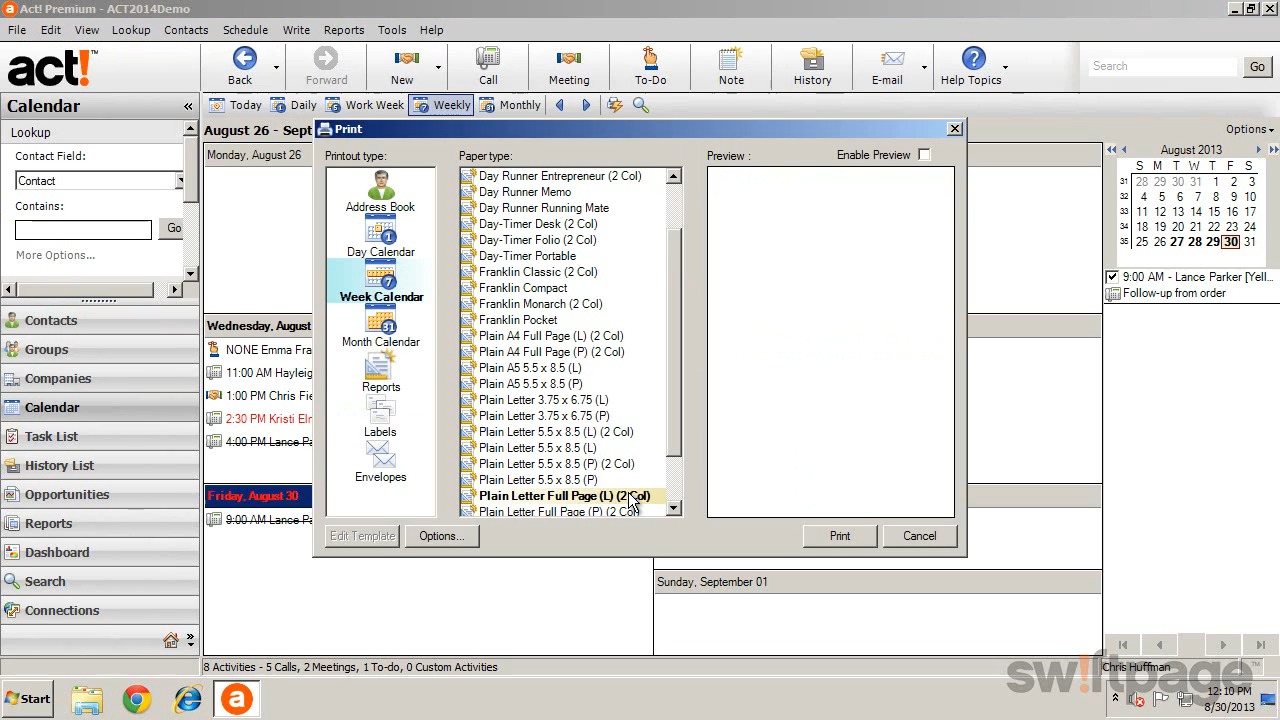 Act! Premium - ACT2014Demo
File Edit View Lookup Contacts Schedule Write Reports Tools Help
act!
Back Forward New Call Meeting To-Do Note History E-mail Help Topics Search Go
Calendar
Today Daily Work Week Weekly Monthly
August 26 - Sept
Options
Lookup
Contact Field:
Contact
Contains:
Go
More Options...
Contacts
Groups
Companies
Calendar
Task List
History List
Opportunities
Reports
Dashboard
Search
Connections
Monday, August 26
Wednesday, August
NONE Emma Fra
11:00 AM Hayleigh
1:00 PM Chris Fie
2:30 PM Kristi Elm
4:00 PM Lance Pa
Friday, August 30
9:00 AM Lance Pa
Sunday, September 01
Print
Printout type:
Address Book
Day Calendar
Week Calendar
Month Calendar
Reports
Labels
Envelopes
Paper type:
Day Runner Entrepreneur (2 Col)
Day Runner Memo
Day Runner Running Mate
Day-Timer Desk (2 Col)
Day-Timer Folio (2 Col)
Day-Timer Portable
Franklin Classic (2 Col)
Franklin Compact
Franklin Monarch (2 Col)
Franklin Pocket
Plain A4 Full Page (L) (2 Col)
Plain A4 Full Page (P) (2 Col)
Plain A5 5.5 x 8.5 (L)
Plain A5 5.5 x 8.5 (P)
Plain Letter 3.75 x 6.75 (L)
Plain Letter 3.75 x 6.75 (P)
Plain Letter 5.5 x 8.5 (L) (2 Col)
Plain Letter 5.5 x 8.5 (L)
Plain Letter 5.5 x 8.5 (P) (2 Col)
Plain Letter 5.5 x 8.5 (P)
Plain Letter Full Page (L) (2 Col)
Plain Letter Full Page (P) (2 Col)
Preview : Enable Preview
Edit Template Options... Print Cancel
August 2013
S M T W T F S
31 28 29 30 31 1 2 3
32 4 5 6 7 8 9 10
33 11 12 13 14 15 16 17
34 18 19 20 21 22 23 24
35 25 26 27 28 29 30 31
9:00 AM - Lance Parker [Yell...
Follow-up from order
8 Activities - 5 Calls, 2 Meetings, 1 To-do, 0 Custom Activities
Chris Huffman
sw!ftpage™
Start
12:10 PM
8/30/2013